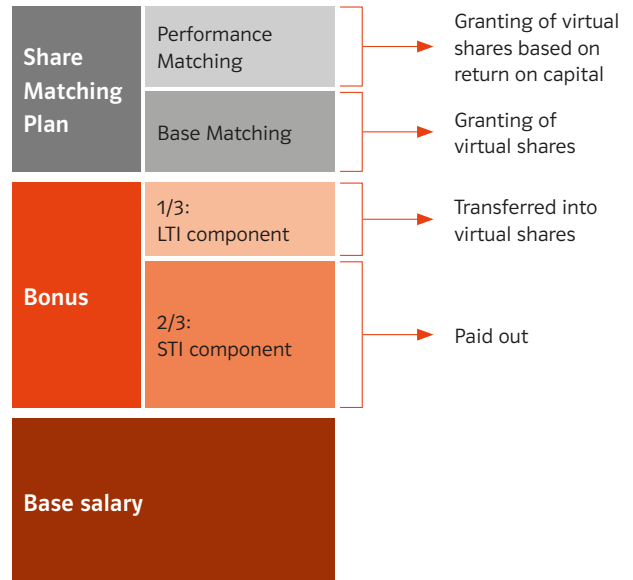 Share
Matching
Plan
Performance
Matching
Granting of virtual
shares based on
return on capital
Base Matching
Granting of
virtual shares
Bonus
1/3:
LTI component
Transferred into
virtual shares
2/3:
STI component
Paid out
Base salary